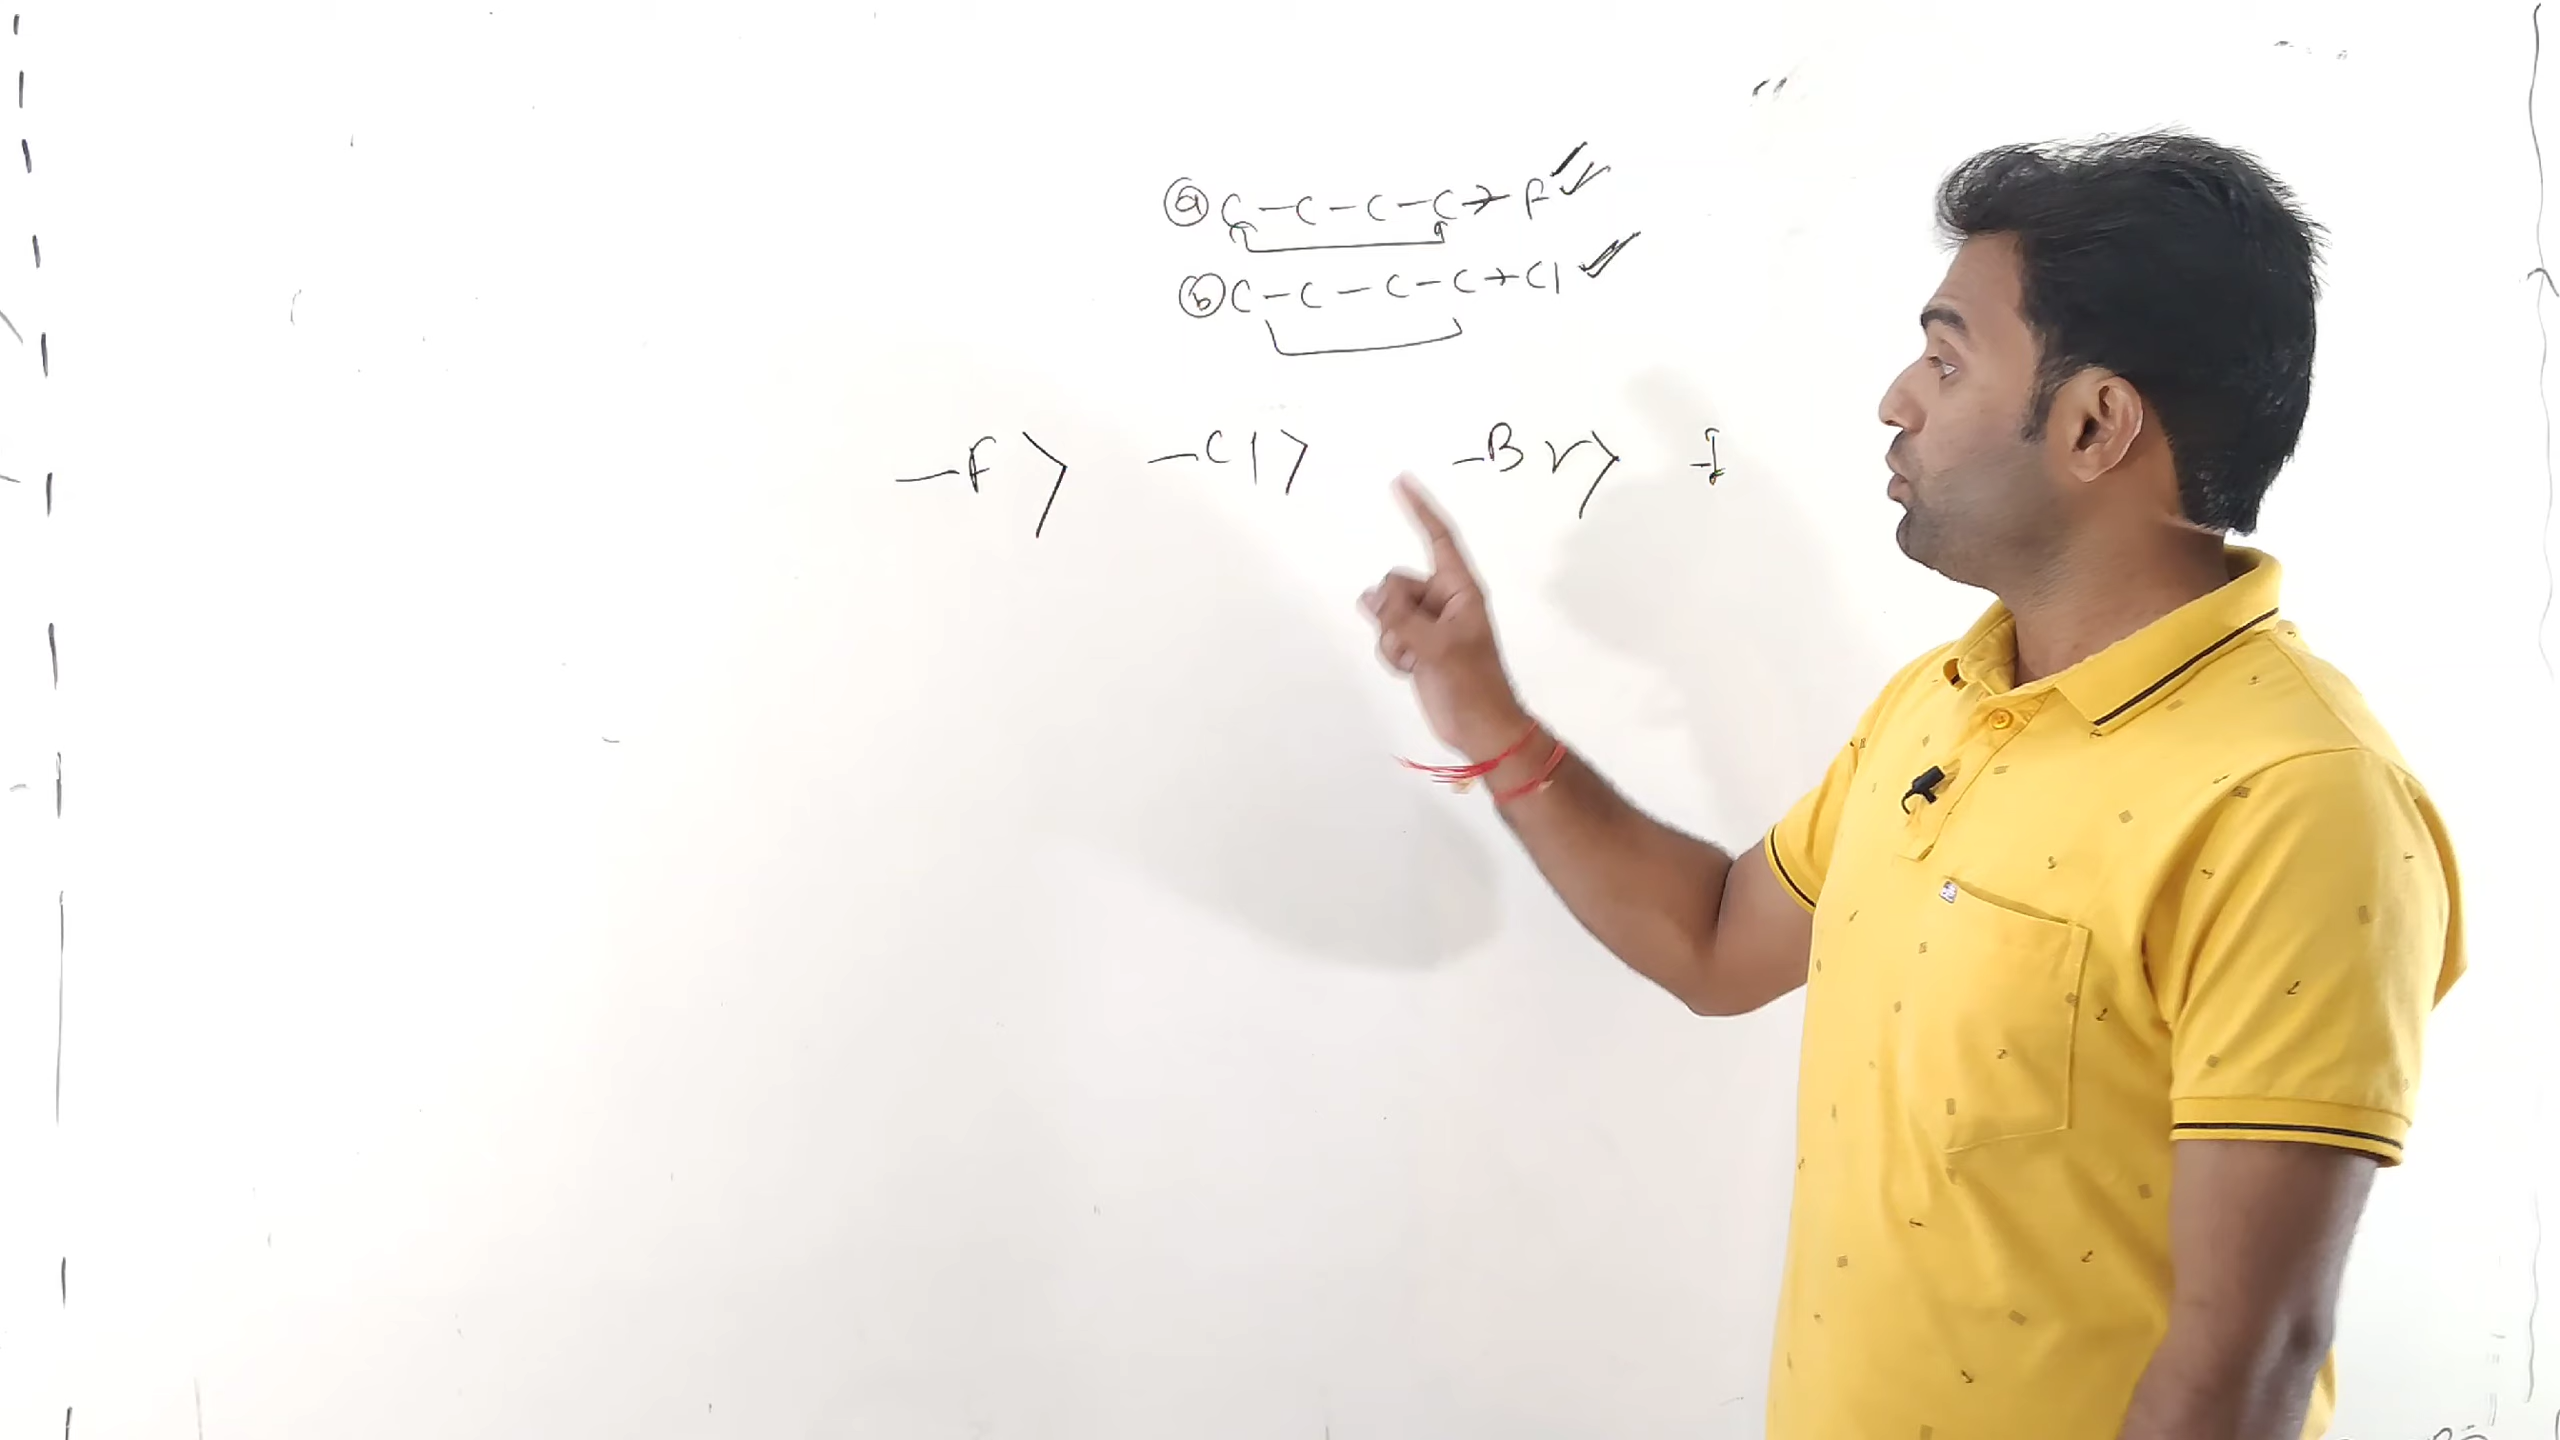 (a) C-C-C-C→F
(b) C-C-C-C→Cl
-F > -Cl > -Br > -I